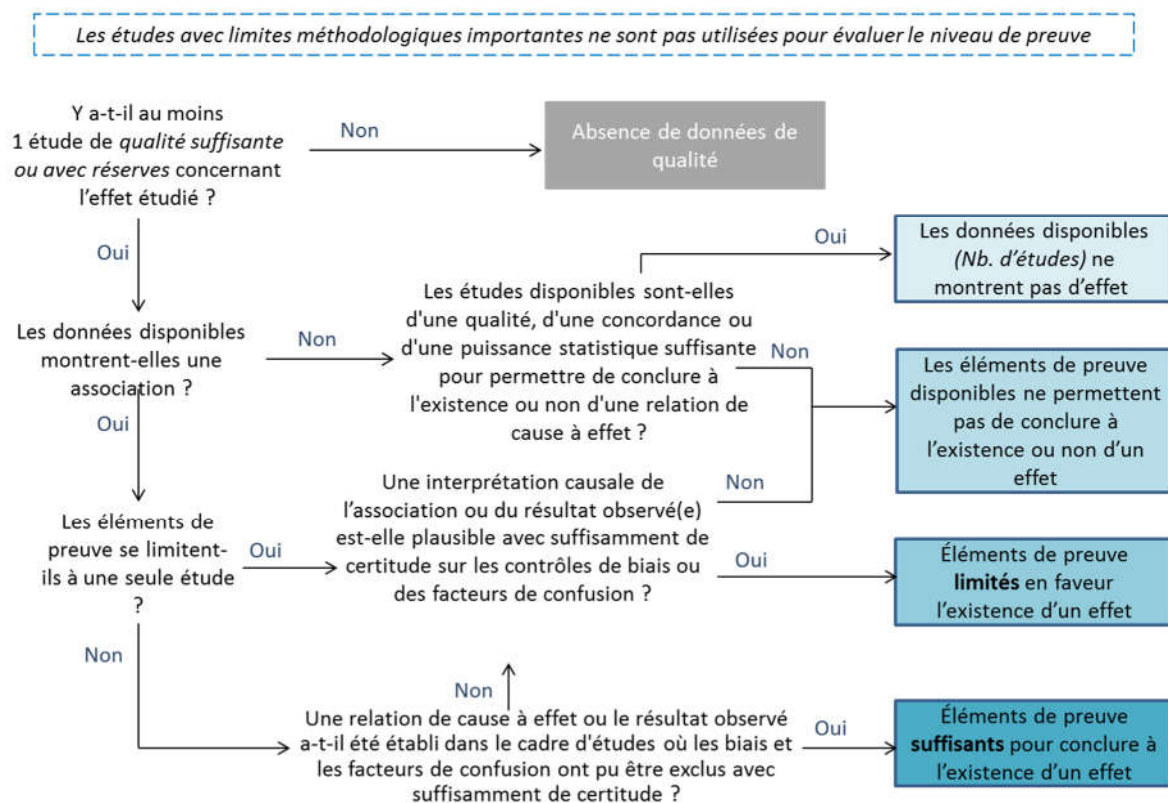 Les études avec limites méthodologiques importantes ne sont pas utilisées pour évaluer le niveau de preuve
Y a-t-il au moins
1 étude de qualité suffisante
ou avec réserves concernant
l'effet étudié ?
Non
Absence de données de
qualité
Oui
Les données disponibles
montrent-elles une
association ?
Non
Les études disponibles sont-elles
d'une qualité, d'une concordance ou
d'une puissance statistique suffisante
pour permettre de conclure à
l'existence ou non d'une relation de
cause à effet ?
Oui
Les données disponibles
(Nb. d'études) ne
montrent pas d'effet
Non
Les éléments de preuve
disponibles ne permettent
pas de conclure à
l'existence ou non d'un
effet
Oui
Les éléments de
preuve se limitent-
ils à une seule étude
?
Oui
Une interprétation causale de
l'association ou du résultat observé(e)
est-elle plausible avec suffisamment de
certitude sur les contrôles de biais ou
des facteurs de confusion ?
Non
Oui
Éléments de preuve
limités en faveur
l'existence d'un effet
Non
Non
Une relation de cause à effet ou le résultat observé
a-t-il été établi dans le cadre d'études où les biais et
les facteurs de confusion ont pu être exclus avec
suffisamment de certitude ?
Oui
Éléments de preuve
suffisants pour conclure à
l'existence d'un effet